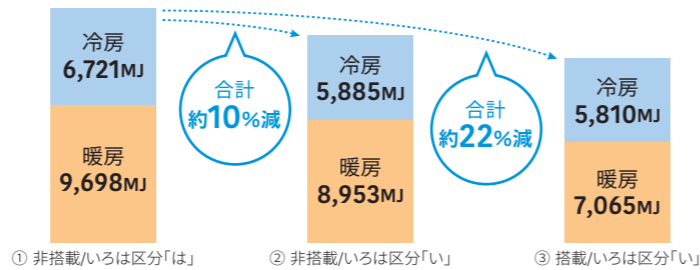 冷房
6,721MJ
暖房
9,698MJ
① 非搭載/いろは区分「は」
合計
約10%減
冷房
5,885MJ
暖房
8,953MJ
② 非搭載/いろは区分「い」
合計
約22%減
冷房
5,810MJ
暖房
7,065MJ
③ 搭載/いろは区分「い」